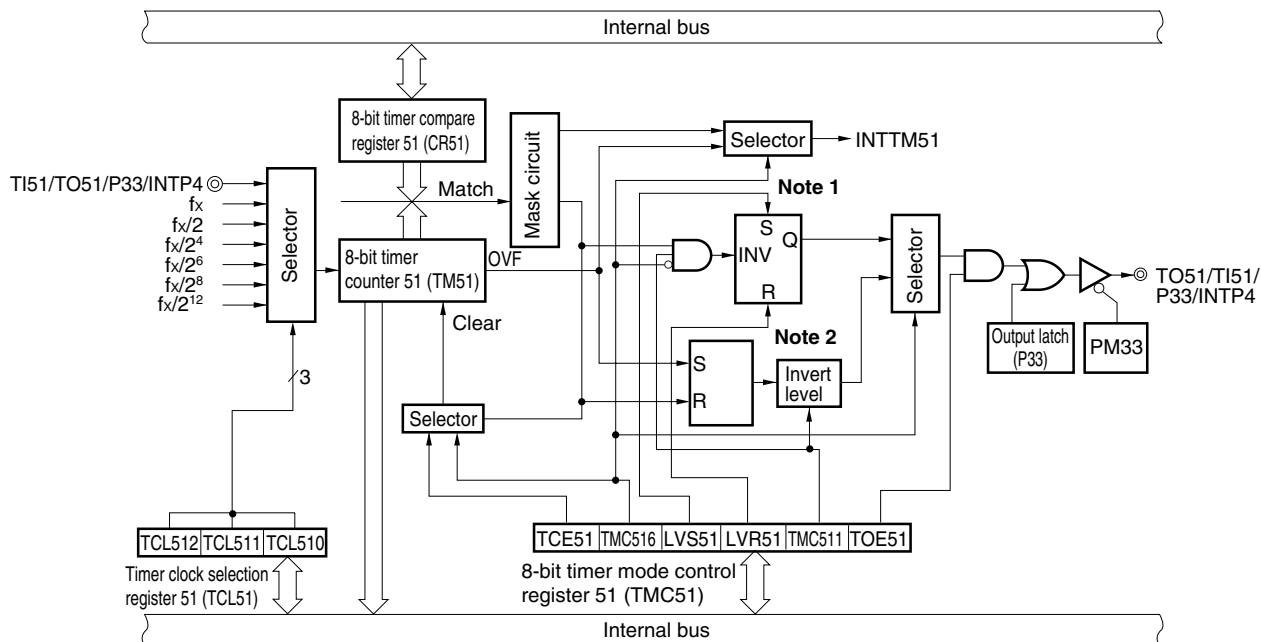 Internal bus
8-bit timer compare
register 51 (CR51)
Mask circuit
Selector
INTTM51
TI51/TO51/P33/INTP4
fx
fx/2
fx/2⁴
fx/2⁶
fx/2⁸
fx/2¹²
Selector
Match
Note 1
S
INV
Q
R
8-bit timer
counter 51 (TM51)
OVF
Clear
Selector
TO51/TI51/
P33/INTP4
Output latch
(P33)
PM33
Note 2
S
R
Invert
level
3
Selector
TCL512 TCL511 TCL510
Timer clock selection
register 51 (TCL51)
TCE51 TMC516 LVS51 LVR51 TMC511 TOE51
8-bit timer mode control
register 51 (TMC51)
Internal bus